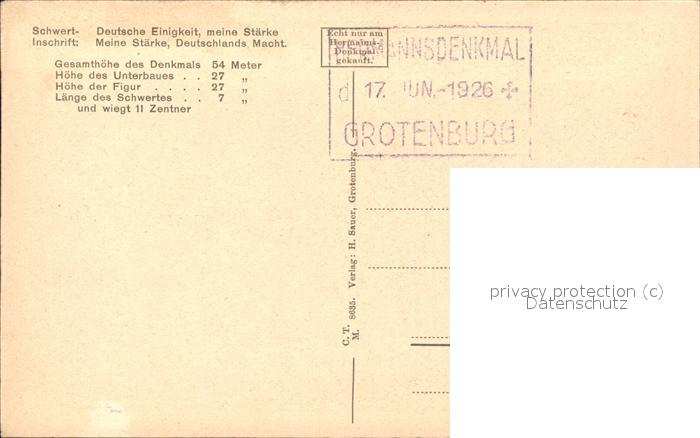 Schwert- Deutsche Einigkeit, meine Stärke
Inschrift: Meine Stärke, Deutschlands Macht.
Gesamthöhe des Denkmals 54 Meter
Höhe des Unterbaues . . 27 „
Höhe der Figur . . . . 27 „
Länge des Schwertes . . 7 „
und wiegt 11 Zentner
Echt nur am
Hermanns-
Denkmal
gekauft.
MANNSDENKMAL
d 17. JUN.-1926 ✣
GROTENBURG
C. T. 8635. Verlag: H. Sauer, Grotenburg.
M.
privacy protection (c)
Datenschutz